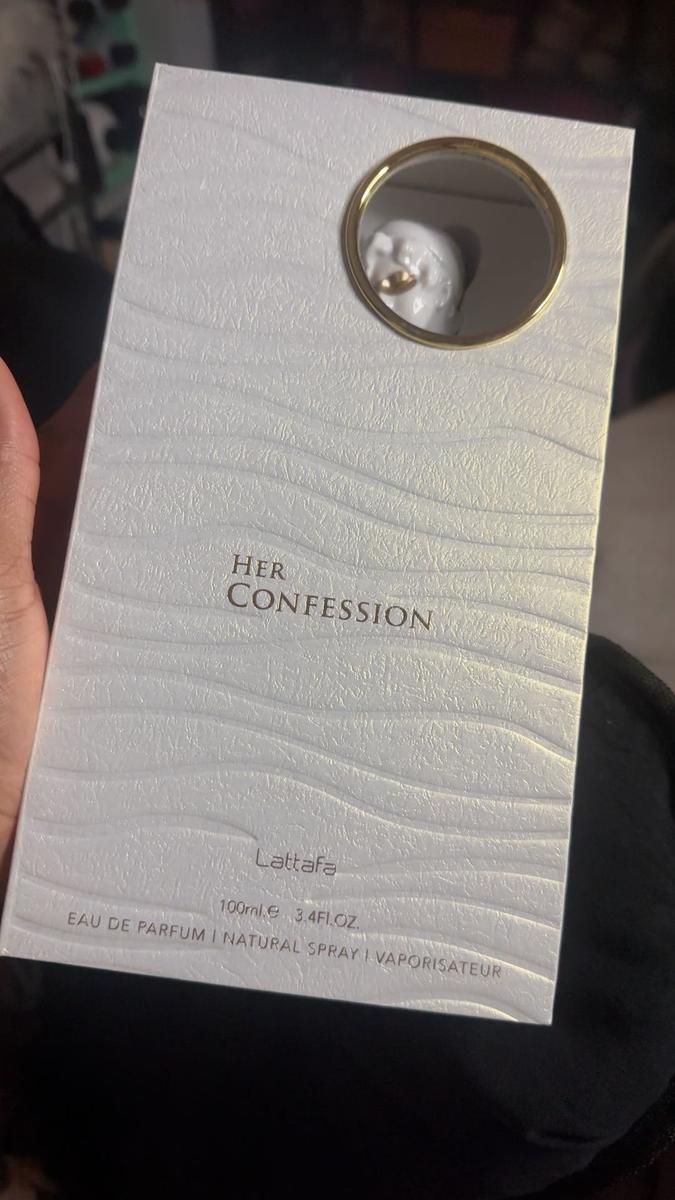 HER
CONFESSION
Lattafa
100ml.e 3.4Fl.OZ.
EAU DE PARFUM | NATURAL SPRAY | VAPORISATEUR